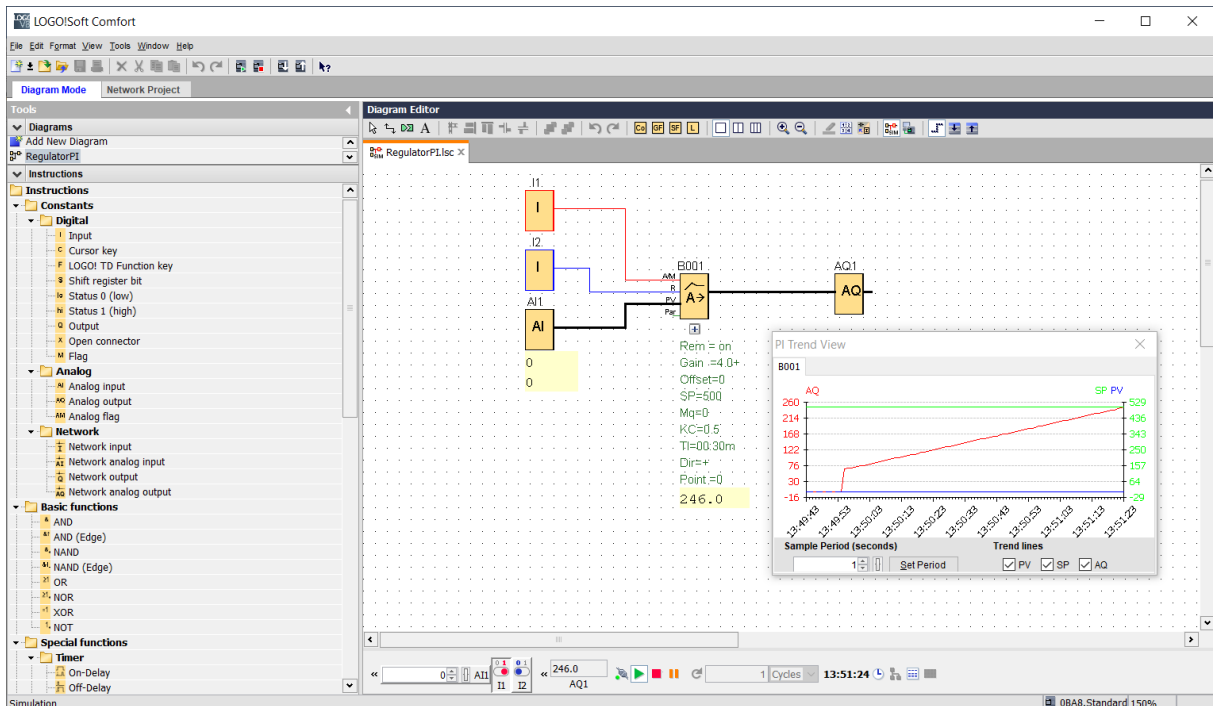 LOGO!Soft Comfort
File Edit Format View Tools Window Help
Diagram Mode Network Project
Tools
Diagrams
Add New Diagram
RegulatorPI
Instructions
Instructions
Constants
Digital
Input
Cursor key
LOGO! TD Function key
Shift register bit
Status 0 (low)
Status 1 (high)
Output
Open connector
Flag
Analog
Analog input
Analog output
Analog flag
Network
Network input
Network analog input
Network output
Network analog output
Basic functions
AND
AND (Edge)
NAND
NAND (Edge)
OR
NOR
XOR
NOT
Special functions
Timer
On-Delay
Off-Delay
Simulation
Diagram Editor
A Co GF SF L
RegulatorPI.lsc
I1
I
I2
I
AI1
AI
0
0
B001
A/M
R
PV
Par
A→
AQ1
AQ
Rem = on
Gain =4.0+
Offset=0
SP=500
Mq=0
KC=0.5
TI=00:30m
Dir=+
Point =0
246.0
PI Trend View
B001
AQ SP PV
260 529
214 436
168 343
122 250
76 157
30 64
-16 -29
13:49:43 13:49:53 13:50:03 13:50:13 13:50:23 13:50:33 13:50:43 13:50:53 13:51:03 13:51:13 13:51:23
Sample Period (seconds) Trend lines
1 Set Period PV SP AQ
« 0 AI1 0 1 I1 0 1 I2 « 246.0 AQ1 1 Cycles 13:51:24
0BA8.Standard 150%